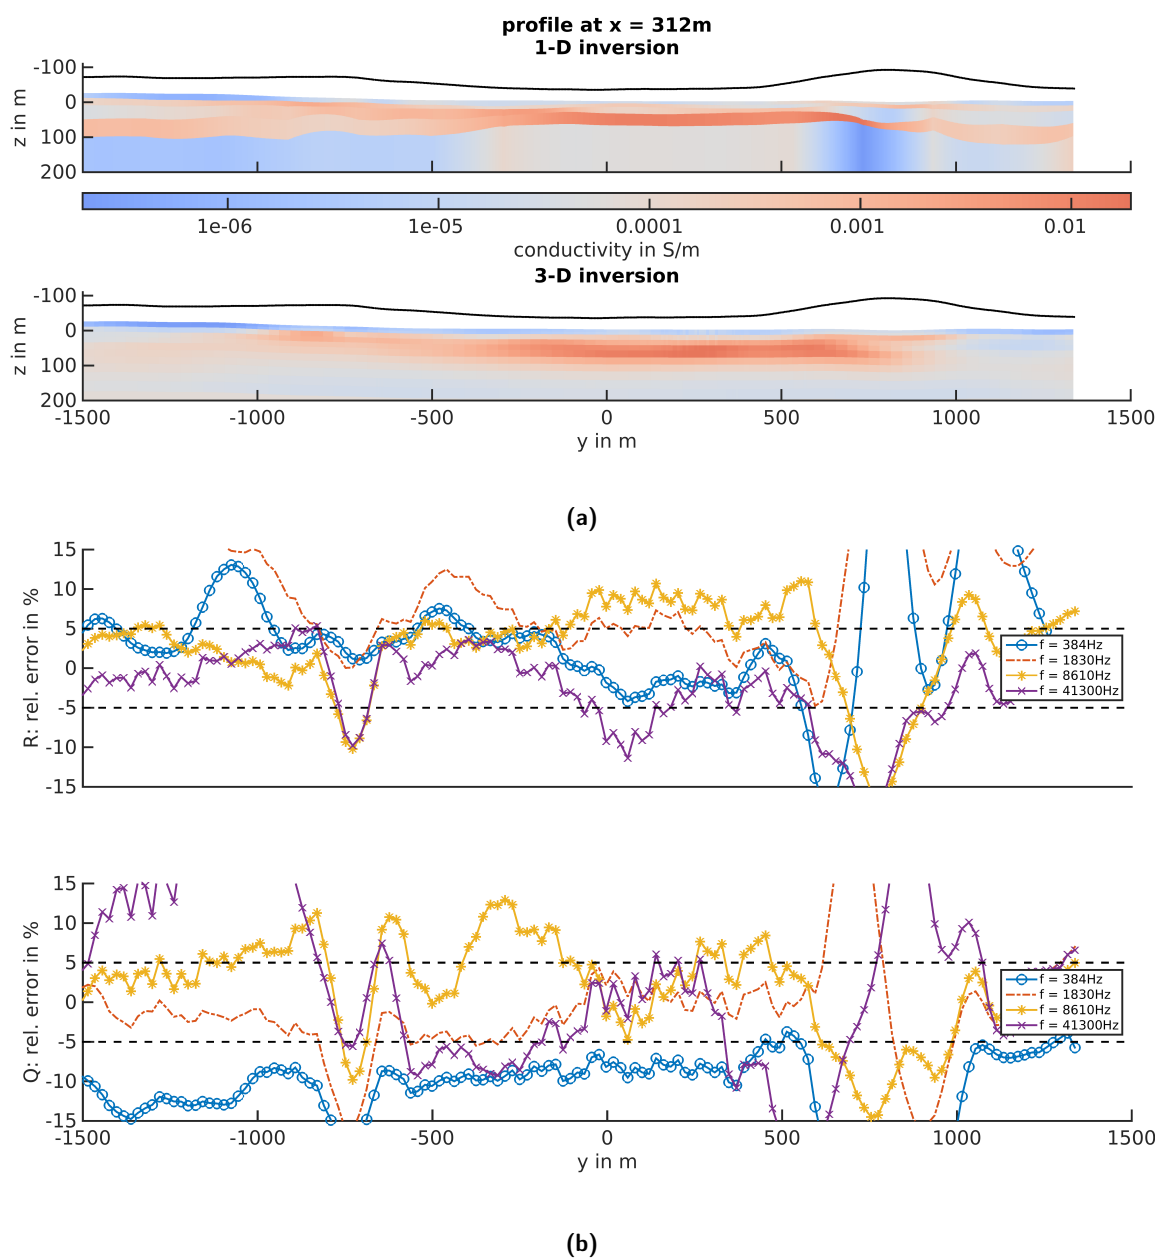 profile at x = 312m
1-D inversion
-100
0
100
200
z in m
1e-06 1e-05 0.0001 0.001 0.01
conductivity in S/m
3-D inversion
-100
0
100
200
z in m
-1500 -1000 -500 0 500 1000 1500
y in m
(a)
15
10
5
0
-5
-10
-15
R: rel. error in %
f = 384Hz
f = 1830Hz
f = 8610Hz
f = 41300Hz
15
10
5
0
-5
-10
-15
Q: rel. error in %
f = 384Hz
f = 1830Hz
f = 8610Hz
f = 41300Hz
-1500 -1000 -500 0 500 1000 1500
y in m
(b)